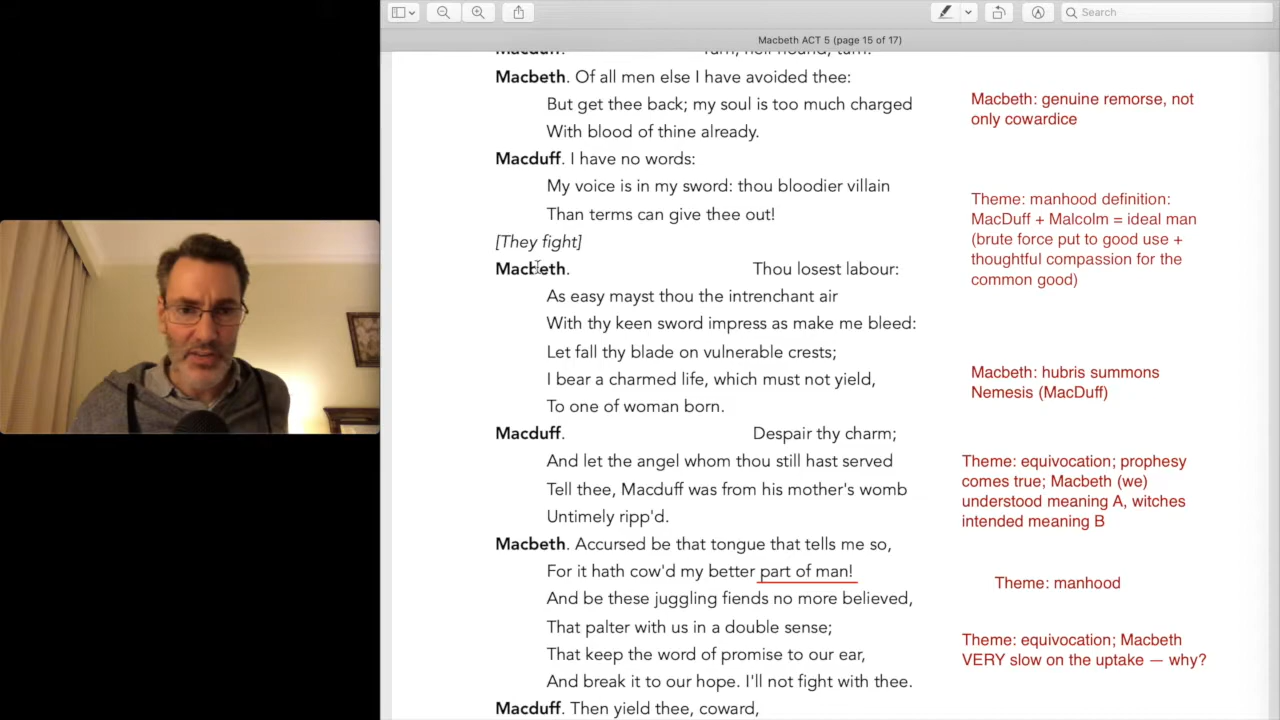 Search
Macbeth ACT 5 (page 15 of 17)
Macduff. Turn, hell-hound, turn!
Macbeth. Of all men else I have avoided thee:
But get thee back; my soul is too much charged
With blood of thine already.
Macduff. I have no words:
My voice is in my sword: thou bloodier villain
Than terms can give thee out!
[They fight]
Macbeth. Thou losest labour:
As easy mayst thou the intrenchant air
With thy keen sword impress as make me bleed:
Let fall thy blade on vulnerable crests;
I bear a charmed life, which must not yield,
To one of woman born.
Macduff. Despair thy charm;
And let the angel whom thou still hast served
Tell thee, Macduff was from his mother's womb
Untimely ripp'd.
Macbeth. Accursed be that tongue that tells me so,
For it hath cow'd my better part of man!
And be these juggling fiends no more believed,
That palter with us in a double sense;
That keep the word of promise to our ear,
And break it to our hope. I'll not fight with thee.
Macduff. Then yield thee, coward,
Macbeth: genuine remorse, not
only cowardice
Theme: manhood definition:
MacDuff + Malcolm = ideal man
(brute force put to good use +
thoughtful compassion for the
common good)
Macbeth: hubris summons
Nemesis (MacDuff)
Theme: equivocation; prophesy
comes true; Macbeth (we)
understood meaning A, witches
intended meaning B
Theme: manhood
Theme: equivocation; Macbeth
VERY slow on the uptake — why?